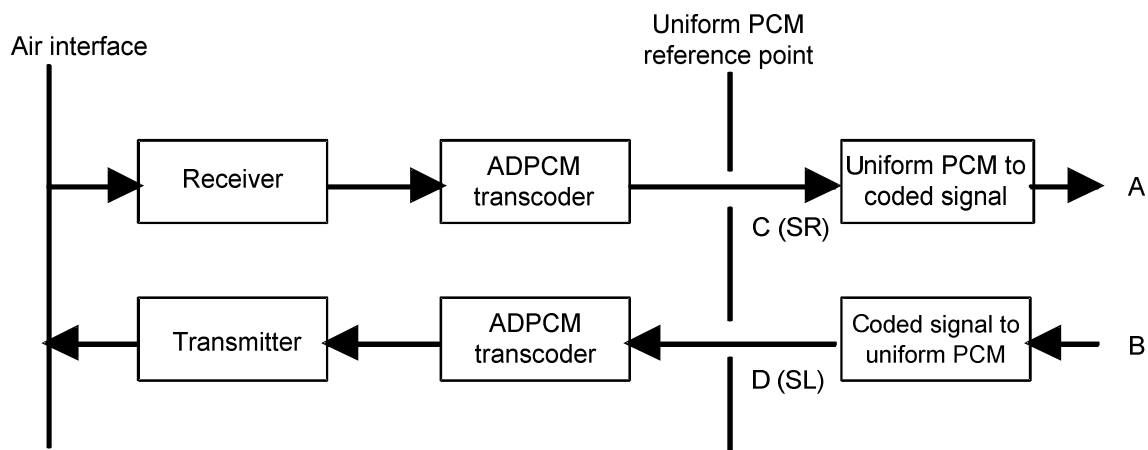 Air interface
Uniform PCM
reference point
Receiver
ADPCM
transcoder
Uniform PCM to
coded signal
A
C (SR)
Transmitter
ADPCM
transcoder
Coded signal to
uniform PCM
B
D (SL)